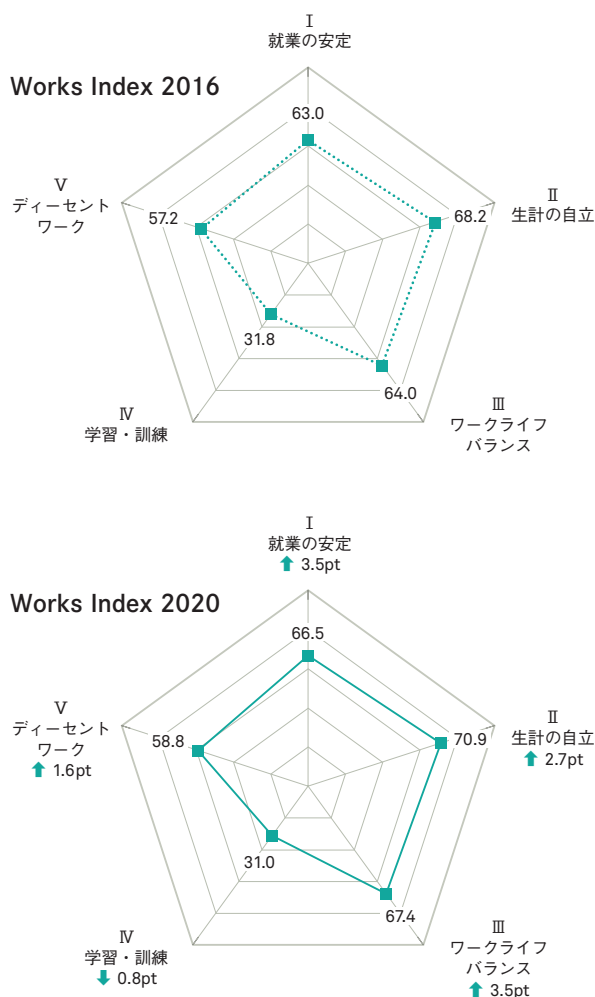 Ⅰ
就業の安定
Works Index 2016
63.0
Ⅴ
ディーセント
ワーク
57.2
Ⅱ
生計の自立
68.2
31.8
64.0
Ⅳ
学習・訓練
Ⅲ
ワークライフ
バランス
Ⅰ
就業の安定
⬆ 3.5pt
Works Index 2020
66.5
Ⅴ
ディーセント
ワーク
⬆ 1.6pt
58.8
Ⅱ
生計の自立
⬆ 2.7pt
70.9
31.0
67.4
Ⅳ
学習・訓練
⬇ 0.8pt
Ⅲ
ワークライフ
バランス
⬆ 3.5pt